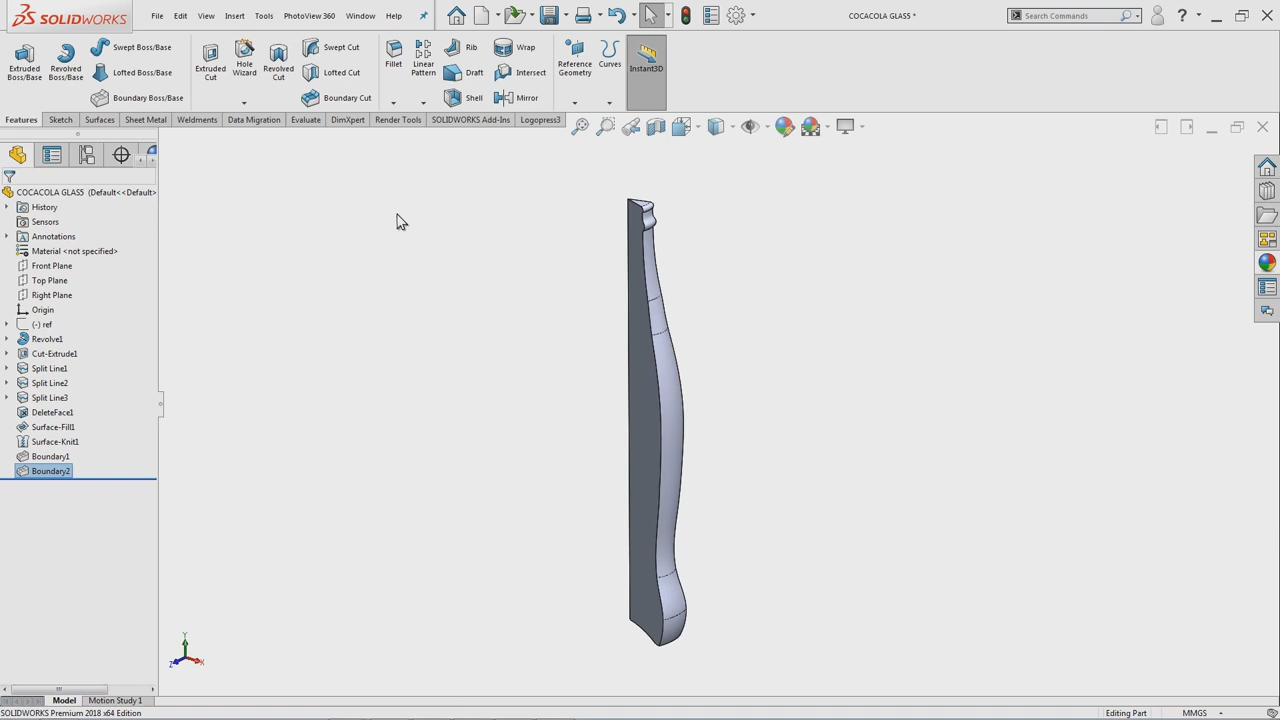 SOLIDWORKS
File
Edit
View
Insert
Tools
PhotoView 360
Window
Help
COCACOLA GLASS *
Search Commands
Extruded Boss/Base
Revolved Boss/Base
Swept Boss/Base
Lofted Boss/Base
Boundary Boss/Base
Extruded Cut
Hole Wizard
Revolved Cut
Swept Cut
Lofted Cut
Boundary Cut
Fillet
Linear Pattern
Rib
Draft
Shell
Wrap
Intersect
Mirror
Reference Geometry
Curves
Instant3D
Features
Sketch
Surfaces
Sheet Metal
Weldments
Data Migration
Evaluate
DimXpert
Render Tools
SOLIDWORKS Add-Ins
Logopress3
COCACOLA GLASS (Default<<Default>
History
Sensors
Annotations
Material <not specified>
Front Plane
Top Plane
Right Plane
Origin
(-) ref
Revolve1
Cut-Extrude1
Split Line1
Split Line2
Split Line3
DeleteFace1
Surface-Fill1
Surface-Knit1
Boundary1
Boundary2
Y
Z
X
Model
Motion Study 1
SOLIDWORKS Premium 2018 x64 Edition
Editing Part
MMGS